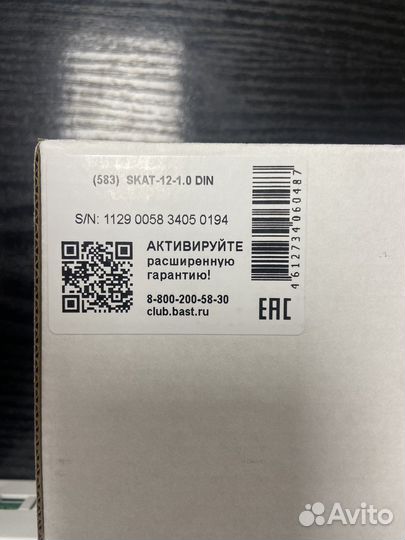 (583) SKAT-12-1.0 DIN
S/N: 1129 0058 3405 0194
АКТИВИРУЙТЕ
расширенную
гарантию!
8-800-200-58-30
club.bast.ru
4612734060487
EAC
Avito